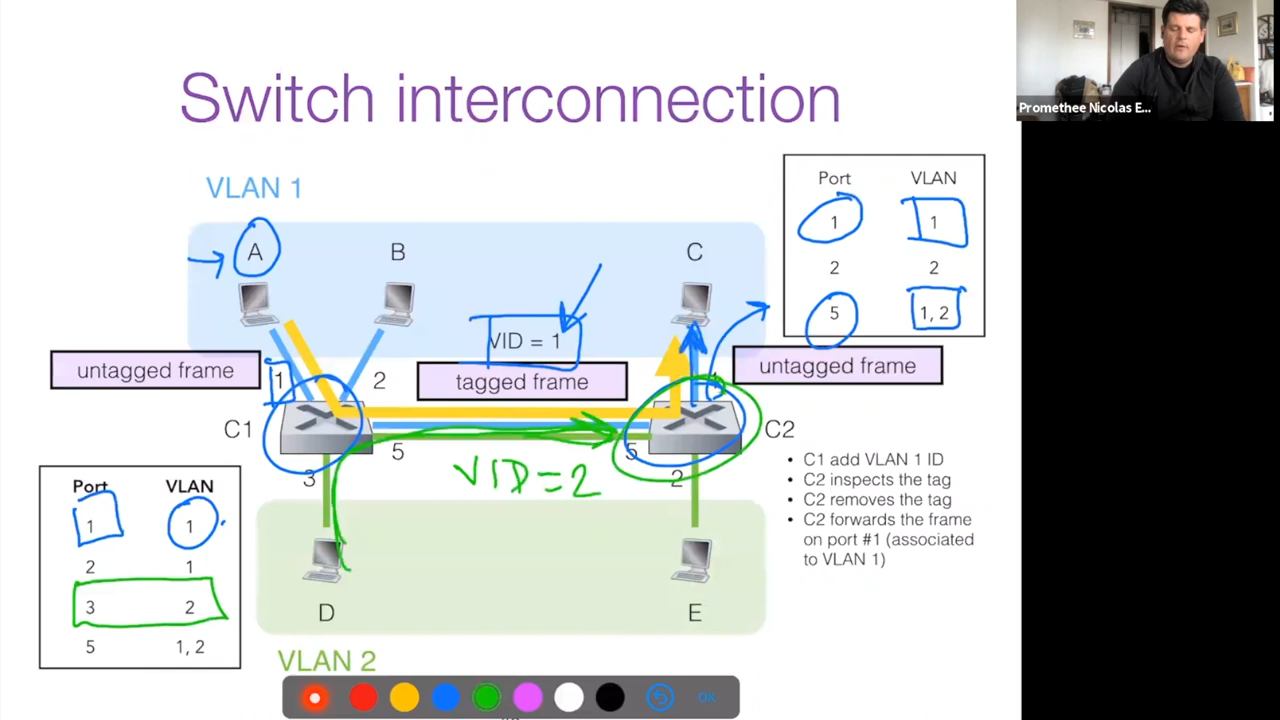 Switch interconnection
Promethee Nicolas E...
VLAN 1
A
B
C
Port VLAN
1 1
2 2
5 1, 2
VID = 1
untagged frame
tagged frame
untagged frame
1
2
C1
C2
5
5
3
2
VID=2
Port VLAN
1 1
2 1
3 2
5 1, 2
• C1 add VLAN 1 ID
• C2 inspects the tag
• C2 removes the tag
• C2 forwards the frame
on port #1 (associated
to VLAN 1)
D
E
VLAN 2
OK